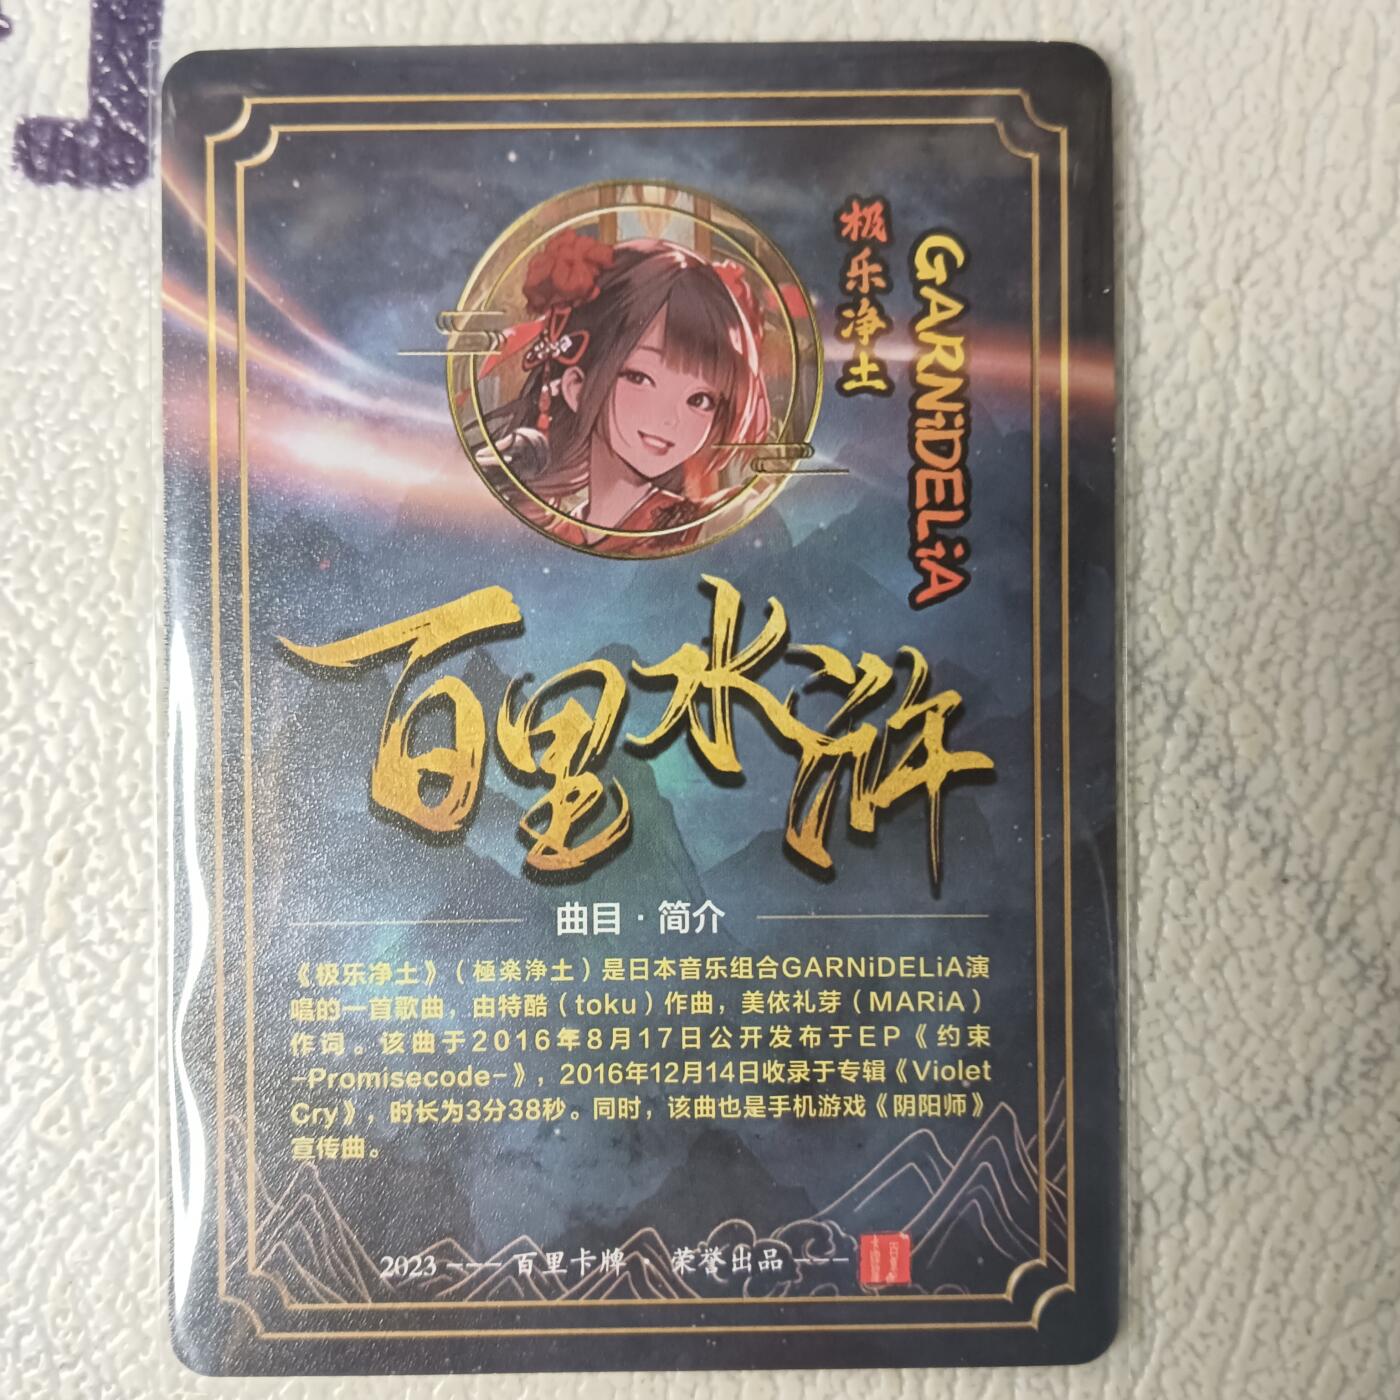 极乐净土
GARNiDELiA
百里水浒
曲目·简介
《极乐净土》（極楽浄土）是日本音乐组合GARNiDELiA演
唱的一首歌曲，由特酷（toku）作曲，美依礼芽（MARiA）
作词。该曲于2016年8月17日公开发布于EP《约束
-Promisecode-》，2016年12月14日收录于专辑《Violet
Cry》，时长为3分38秒。同时，该曲也是手机游戏《阴阳师》
宣传曲。
2023 --- 百里卡牌 · 荣誉出品 ---